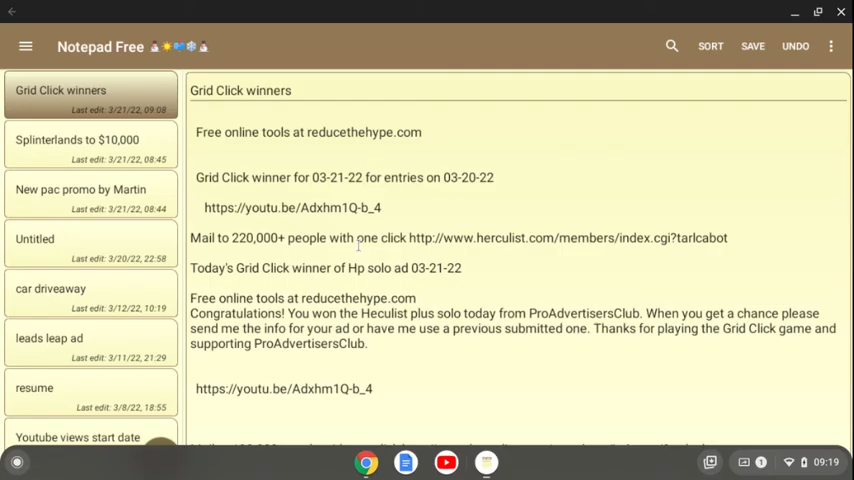 Notepad Free ⛄☀💙❄⛄
SORT SAVE UNDO
Grid Click winners
Last edit: 3/21/22, 09:08
Splinterlands to $10,000
Last edit: 3/21/22, 08:45
New pac promo by Martin
Last edit: 3/21/22, 08:44
Untitled
Last edit: 3/20/22, 22:58
car driveaway
Last edit: 3/12/22, 10:19
leads leap ad
Last edit: 3/11/22, 21:29
resume
Last edit: 3/8/22, 18:55
Youtube views start date
Grid Click winners
Free online tools at reducethehype.com
Grid Click winner for 03-21-22 for entries on 03-20-22
https://youtu.be/Adxhm1Q-b_4
Mail to 220,000+ people with one click http://www.herculist.com/members/index.cgi?tarlcabot
Today's Grid Click winner of Hp solo ad 03-21-22
Free online tools at reducethehype.com
Congratulations! You won the Heculist plus solo today from ProAdvertisersClub. When you get a chance please
send me the info for your ad or have me use a previous submitted one. Thanks for playing the Grid Click game and
supporting ProAdvertisersClub.
https://youtu.be/Adxhm1Q-b_4
1 09:19